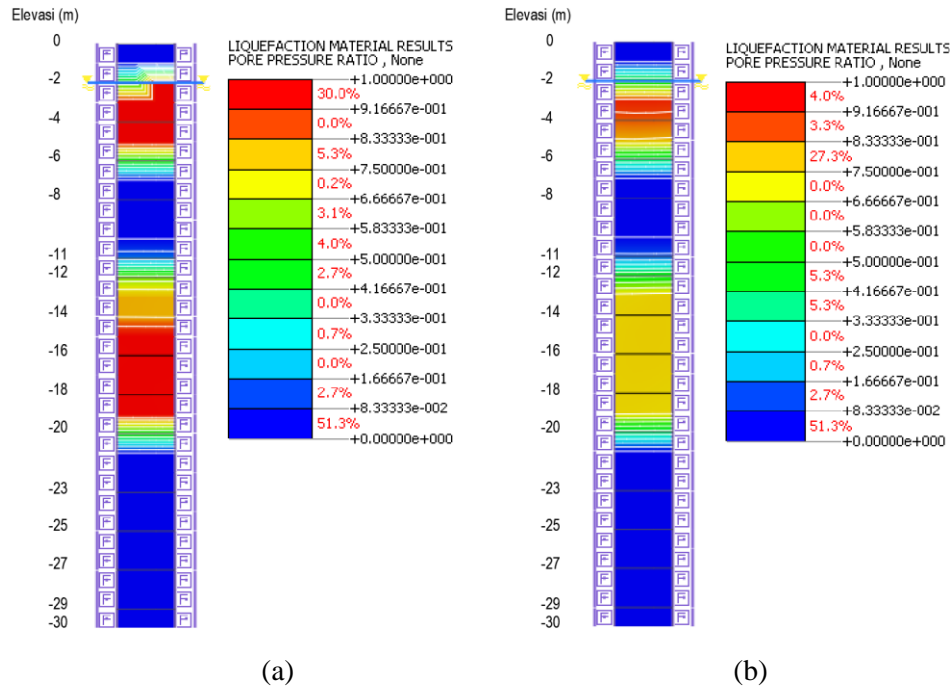 Elevasi (m)
0
-2
-4
-6
-8
-11
-12
-14
-16
-18
-20
-23
-25
-27
-29
-30
LIQUEFACTION MATERIAL RESULTS
PORE PRESSURE RATIO , None
+1.00000e+000
30.0%
+9.16667e-001
0.0%
+8.33333e-001
5.3%
+7.50000e-001
0.2%
+6.66667e-001
3.1%
+5.83333e-001
4.0%
+5.00000e-001
2.7%
+4.16667e-001
0.0%
+3.33333e-001
0.7%
+2.50000e-001
0.0%
+1.66667e-001
2.7%
+8.33333e-002
51.3%
+0.00000e+000
(a)
Elevasi (m)
0
-2
-4
-6
-8
-11
-12
-14
-16
-18
-20
-23
-25
-27
-29
-30
LIQUEFACTION MATERIAL RESULTS
PORE PRESSURE RATIO , None
+1.00000e+000
4.0%
+9.16667e-001
3.3%
+8.33333e-001
27.3%
+7.50000e-001
0.0%
+6.66667e-001
0.0%
+5.83333e-001
0.0%
+5.00000e-001
5.3%
+4.16667e-001
5.3%
+3.33333e-001
0.0%
+2.50000e-001
0.7%
+1.66667e-001
2.7%
+8.33333e-002
51.3%
+0.00000e+000
(b)